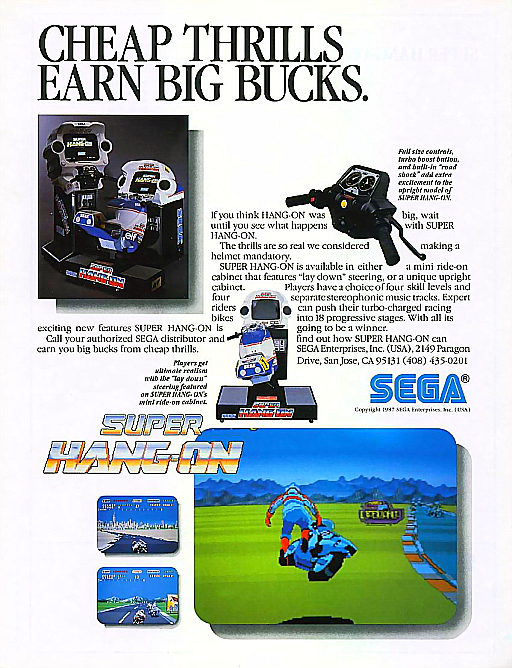 CHEAP THRILLS
EARN BIG BUCKS.
Full size controls,
turbo boost button,
and built-in "road
shock" add extra
excitement to the
upright model of
SUPER HANG-ON.
If you think HANG-ON was big, wait
until you see what happens with SUPER
HANG-ON.
The thrills are so real we considered making a
helmet mandatory.
SUPER HANG-ON is available in either a mini ride-on
cabinet that features "lay down" steering, or a unique upright
cabinet. Players have a choice of four skill levels and
four separate stereophonic music tracks. Expert
riders can push their turbo-charged racing
bikes into 18 progressive stages. With all its
exciting new features SUPER HANG-ON is going to be a winner.
Call your authorized SEGA distributor and find out how SUPER HANG-ON can
earn you big bucks from cheap thrills. SEGA Enterprises, Inc. (USA), 2149 Paragon
Drive, San Jose, CA 95131 (408) 435-0201
Players get
ultimate realism
with the "lay down"
steering featured
on SUPER HANG-ON's
mini ride-on cabinet.
SEGA®
Copyright 1987 SEGA Enterprises, Inc. (USA)
SUPER
HANG-ON